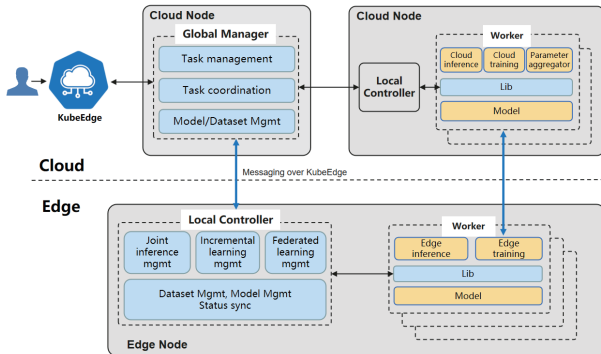 Cloud Node
Global Manager
Task management
Task coordination
Model/Dataset Mgmt
KubeEdge
Cloud Node
Worker
Cloud
inference
Cloud
training
Parameter
aggregator
Lib
Model
Local
Controller
Cloud
Messaging over KubeEdge
Edge
Local Controller
Joint
inference
mgmt
Incremental
learning
mgmt
Federated
learning
mgmt
Dataset Mgmt, Model Mgmt
Status sync
Worker
Edge
inference
Edge
training
Lib
Model
Edge Node